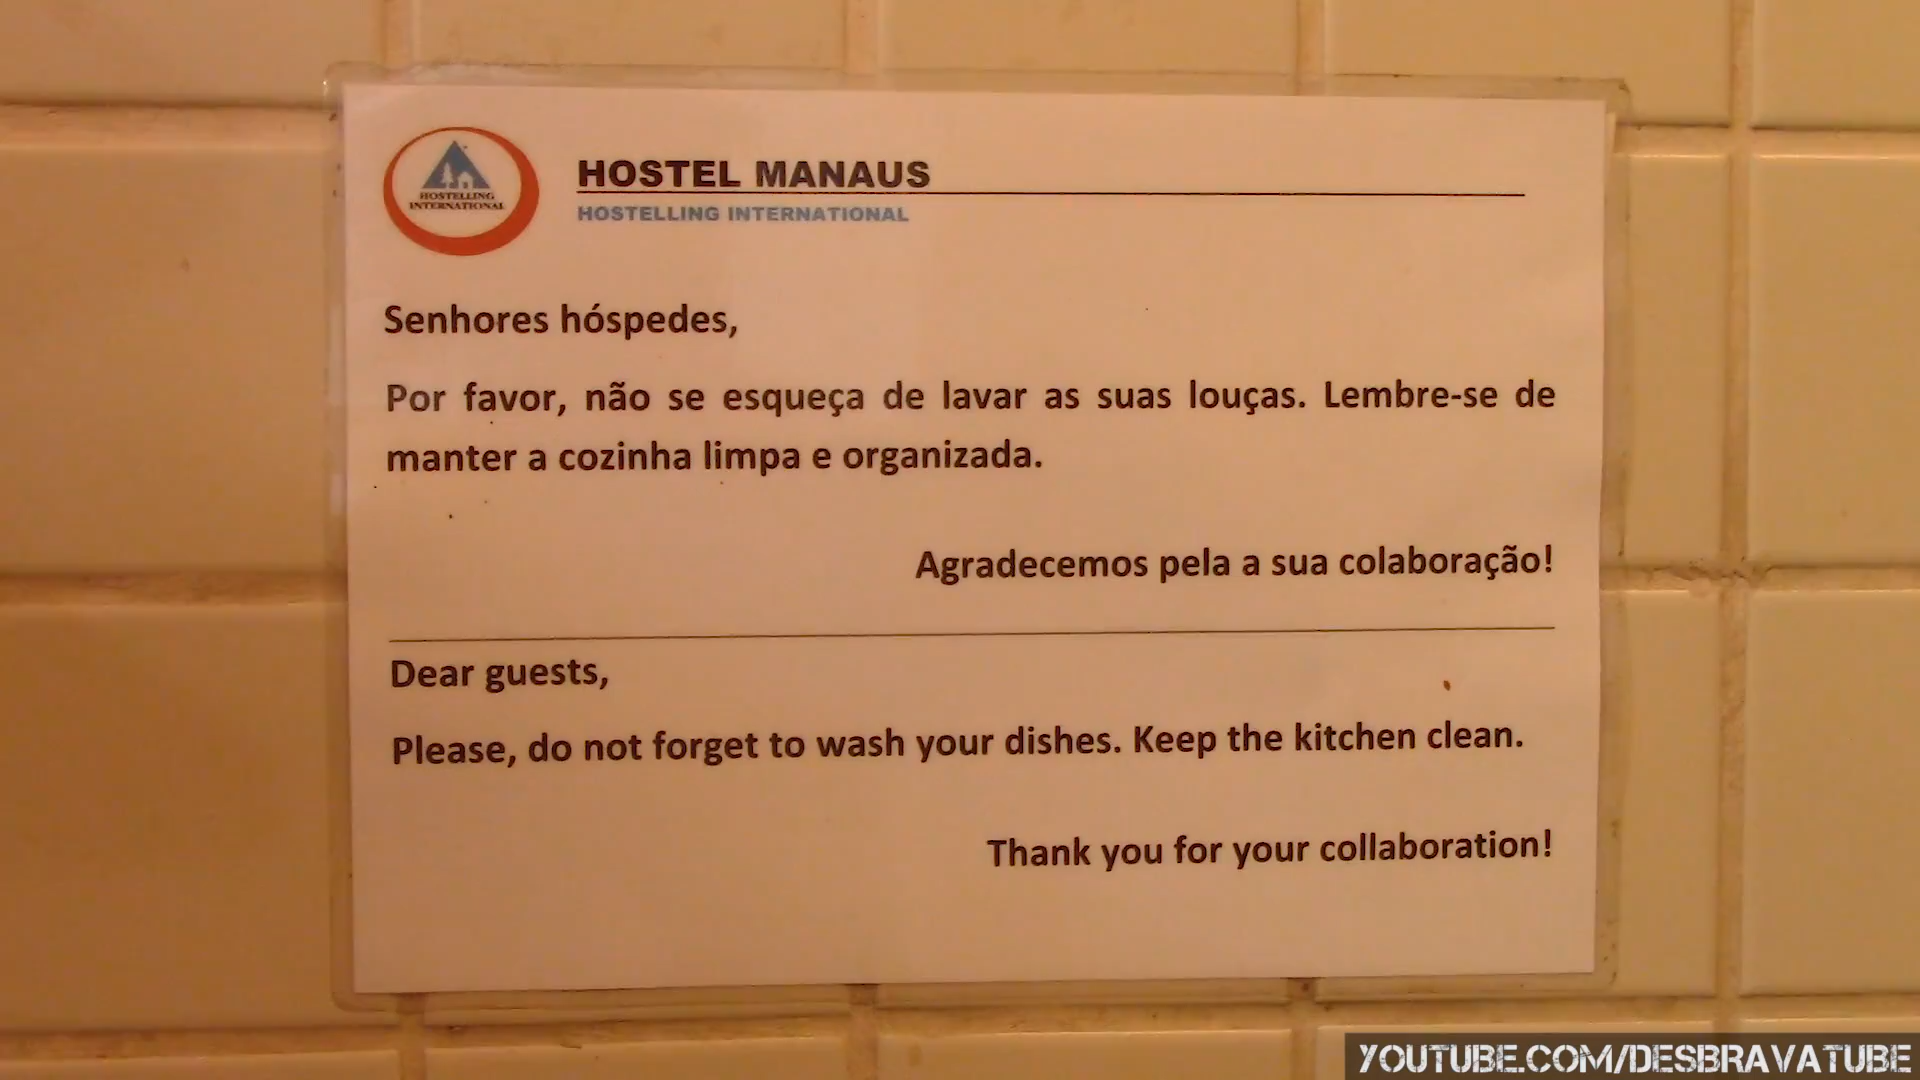 HOSTELLING
INTERNATIONAL
HOSTEL MANAUS
HOSTELLING INTERNATIONAL
Senhores hóspedes,
Por favor, não se esqueça de lavar as suas louças. Lembre-se de
manter a cozinha limpa e organizada.
Agradecemos pela a sua colaboração!
Dear guests,
Please, do not forget to wash your dishes. Keep the kitchen clean.
Thank you for your collaboration!
YOUTUBE.COM/DESBRAVATUBE